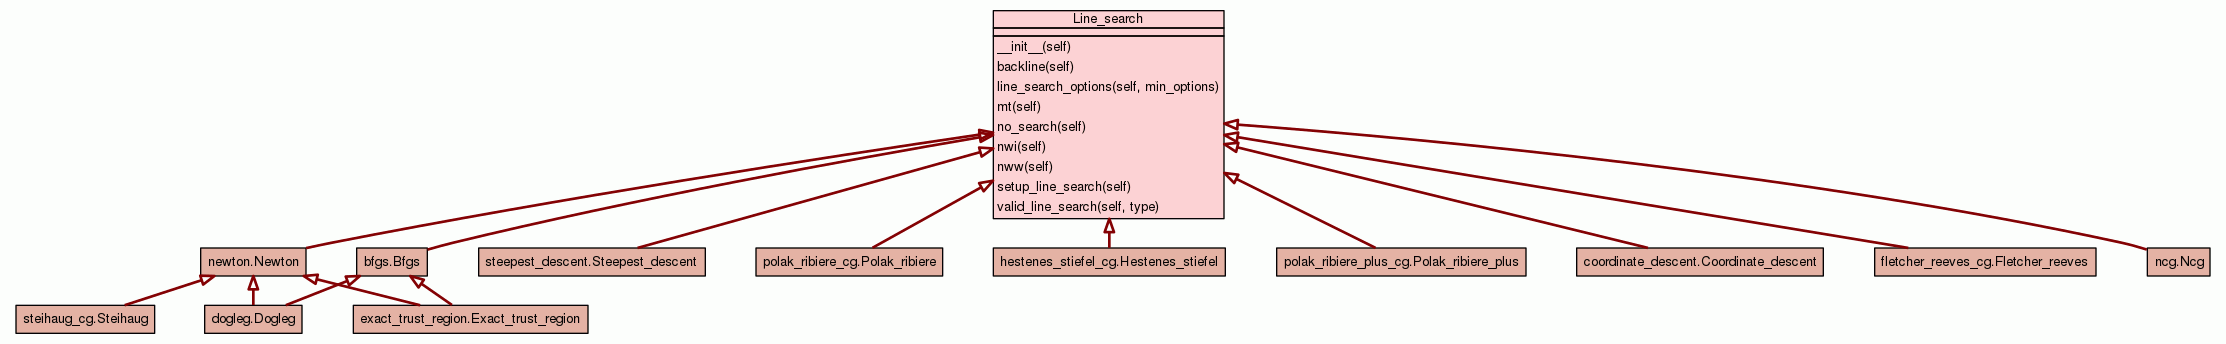 Line_search
__init__(self)
backline(self)
line_search_options(self, min_options)
mt(self)
no_search(self)
nwi(self)
nww(self)
setup_line_search(self)
valid_line_search(self, type)
newton.Newton
bfgs.Bfgs
steepest_descent.Steepest_descent
polak_ribiere_cg.Polak_ribiere
hestenes_stiefel_cg.Hestenes_stiefel
polak_ribiere_plus_cg.Polak_ribiere_plus
coordinate_descent.Coordinate_descent
fletcher_reeves_cg.Fletcher_reeves
ncg.Ncg
steihaug_cg.Steihaug
dogleg.Dogleg
exact_trust_region.Exact_trust_region